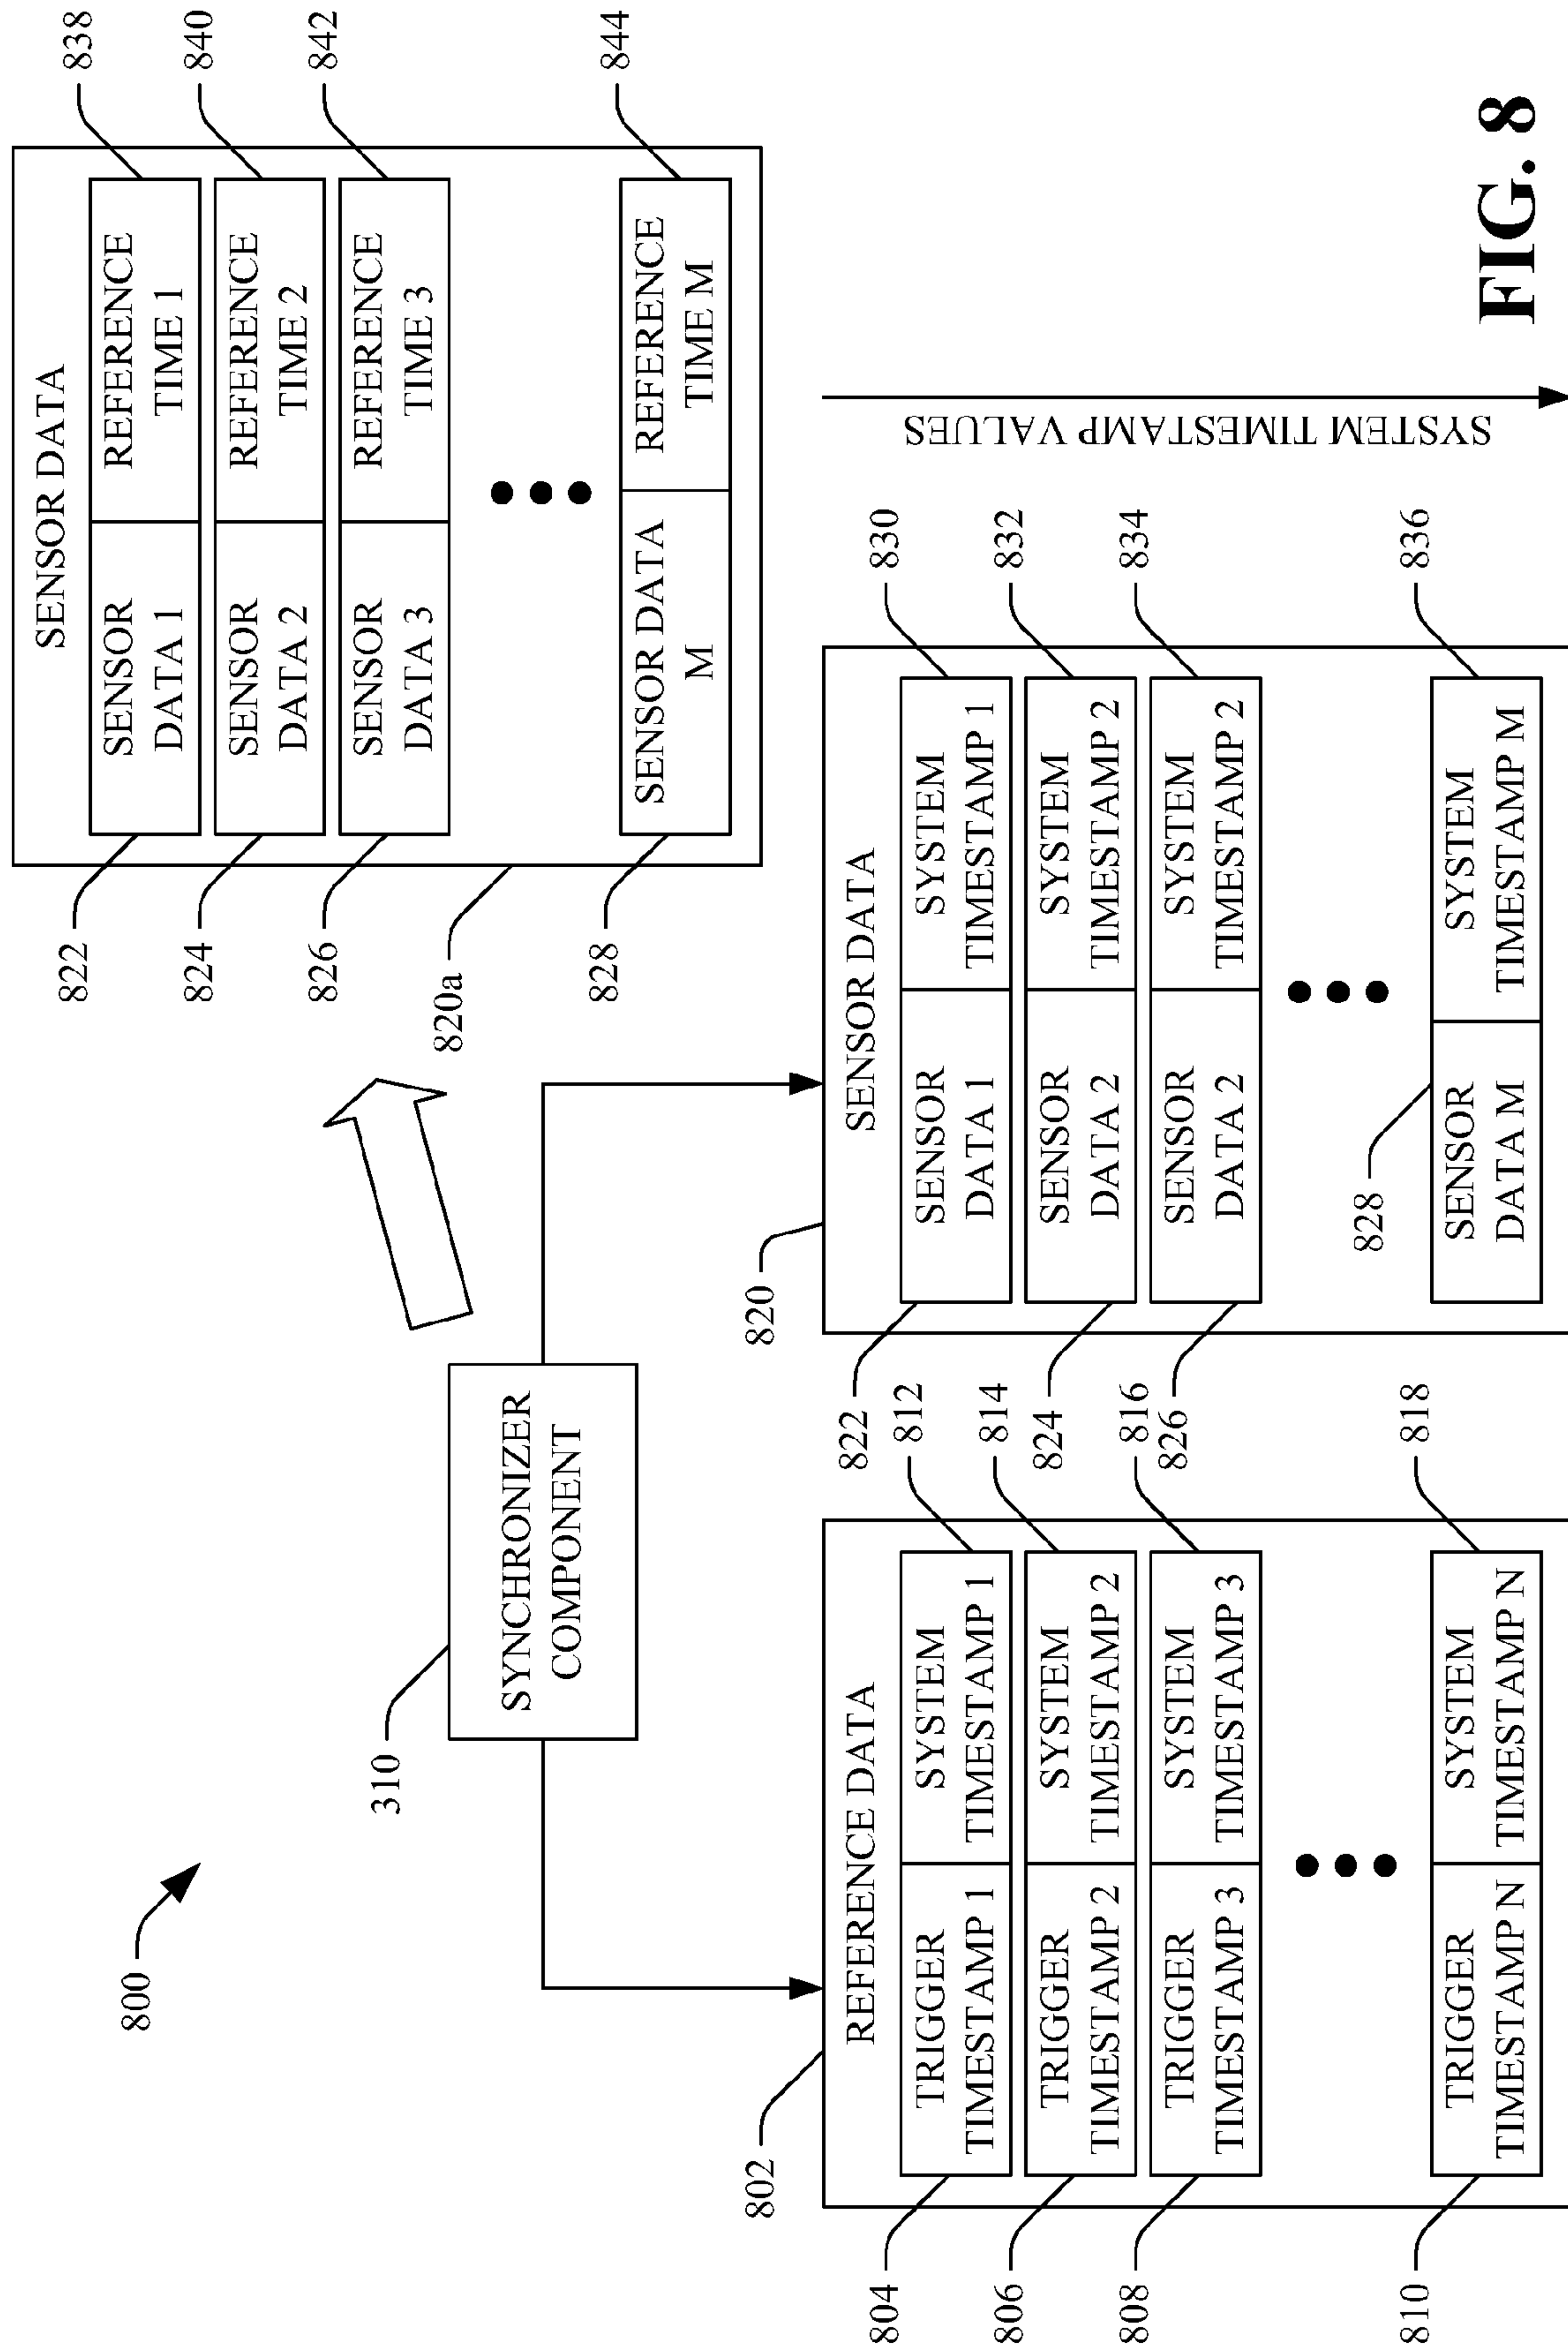 800
310
SYNCHRONIZER
COMPONENT
SENSOR DATA
SENSOR
DATA 1
REFERENCE
TIME 1
SENSOR
DATA 2
REFERENCE
TIME 2
SENSOR
DATA 3
REFERENCE
TIME 3
SENSOR DATA
M
REFERENCE
TIME M
822
824
826
820a
828
838
840
842
844
802
REFERENCE DATA
TRIGGER
TIMESTAMP 1
SYSTEM
TIMESTAMP 1
TRIGGER
TIMESTAMP 2
SYSTEM
TIMESTAMP 2
TRIGGER
TIMESTAMP 3
SYSTEM
TIMESTAMP 3
TRIGGER
TIMESTAMP N
SYSTEM
TIMESTAMP N
804
806
808
810
812
814
816
818
820
SENSOR DATA
SENSOR
DATA 1
SYSTEM
TIMESTAMP 1
SENSOR
DATA 2
SYSTEM
TIMESTAMP 2
SENSOR
DATA 2
SYSTEM
TIMESTAMP 2
SENSOR
DATA M
SYSTEM
TIMESTAMP M
822
824
826
828
830
832
834
836
SYSTEM TIMESTAMP VALUES
FIG. 8